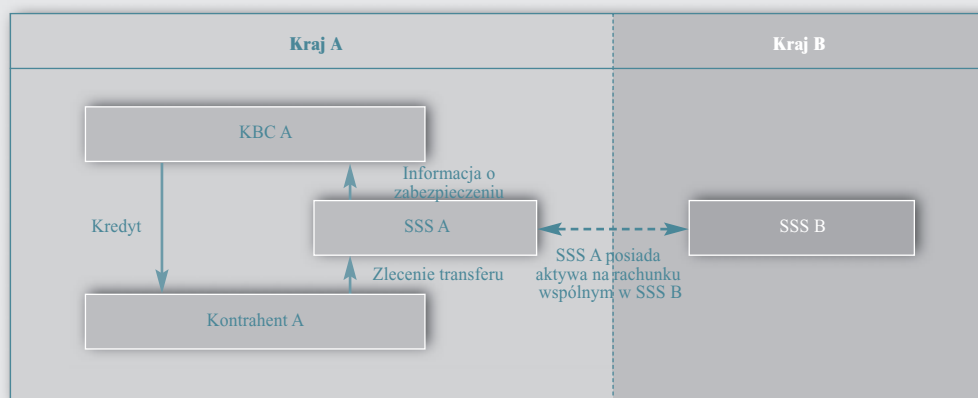 Kraj A
Kraj B
KBC A
Informacja o
zabezpieczeniu
Kredyt
SSS A
SSS B
Zlecenie transferu
SSS A posiada
aktywa na rachunku
wspólnym w SSS B
Kontrahent A